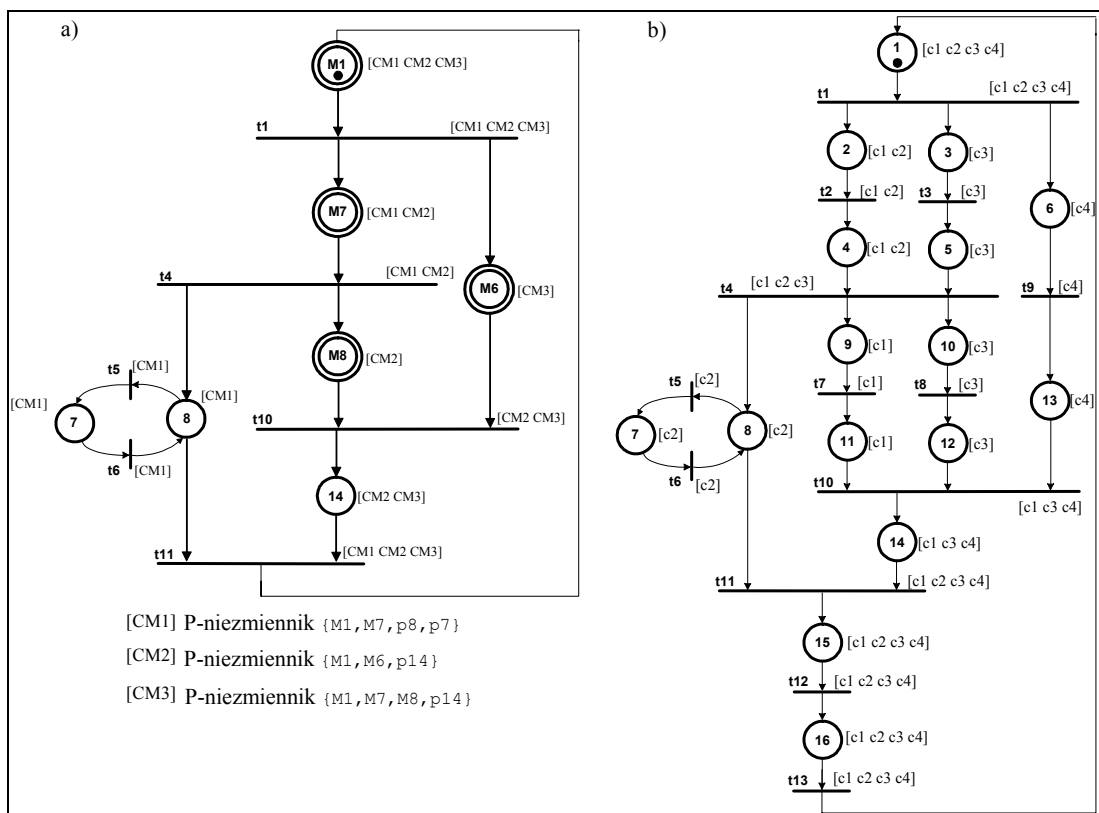 a)
M1 [CM1 CM2 CM3]
t1 [CM1 CM2 CM3]
M7 [CM1 CM2]
t4 [CM1 CM2]
M6 [CM3]
M8 [CM2]
t5 [CM1]
[CM1] 7 8 [CM1]
t6 [CM1]
t10 [CM2 CM3]
14 [CM2 CM3]
t11 [CM1 CM2 CM3]
[CM1] P-niezmiennik {M1,M7,p8,p7}
[CM2] P-niezmiennik {M1,M6,p14}
[CM3] P-niezmiennik {M1,M7,M8,p14}
b)
1 [c1 c2 c3 c4]
t1 [c1 c2 c3 c4]
2 [c1 c2] 3 [c3]
t2 [c1 c2] t3 [c3]
6 [c4]
4 [c1 c2] 5 [c3]
t4 [c1 c2 c3] t9 [c4]
9 [c1] 10 [c3]
t5 [c2] t7 [c1] t8 [c3]
13 [c4]
7 [c2] 8 [c2] 11 [c1] 12 [c3]
t6 [c2]
t10 [c1 c3 c4]
14 [c1 c3 c4]
t11 [c1 c2 c3 c4]
15 [c1 c2 c3 c4]
t12 [c1 c2 c3 c4]
16 [c1 c2 c3 c4]
t13 [c1 c2 c3 c4]